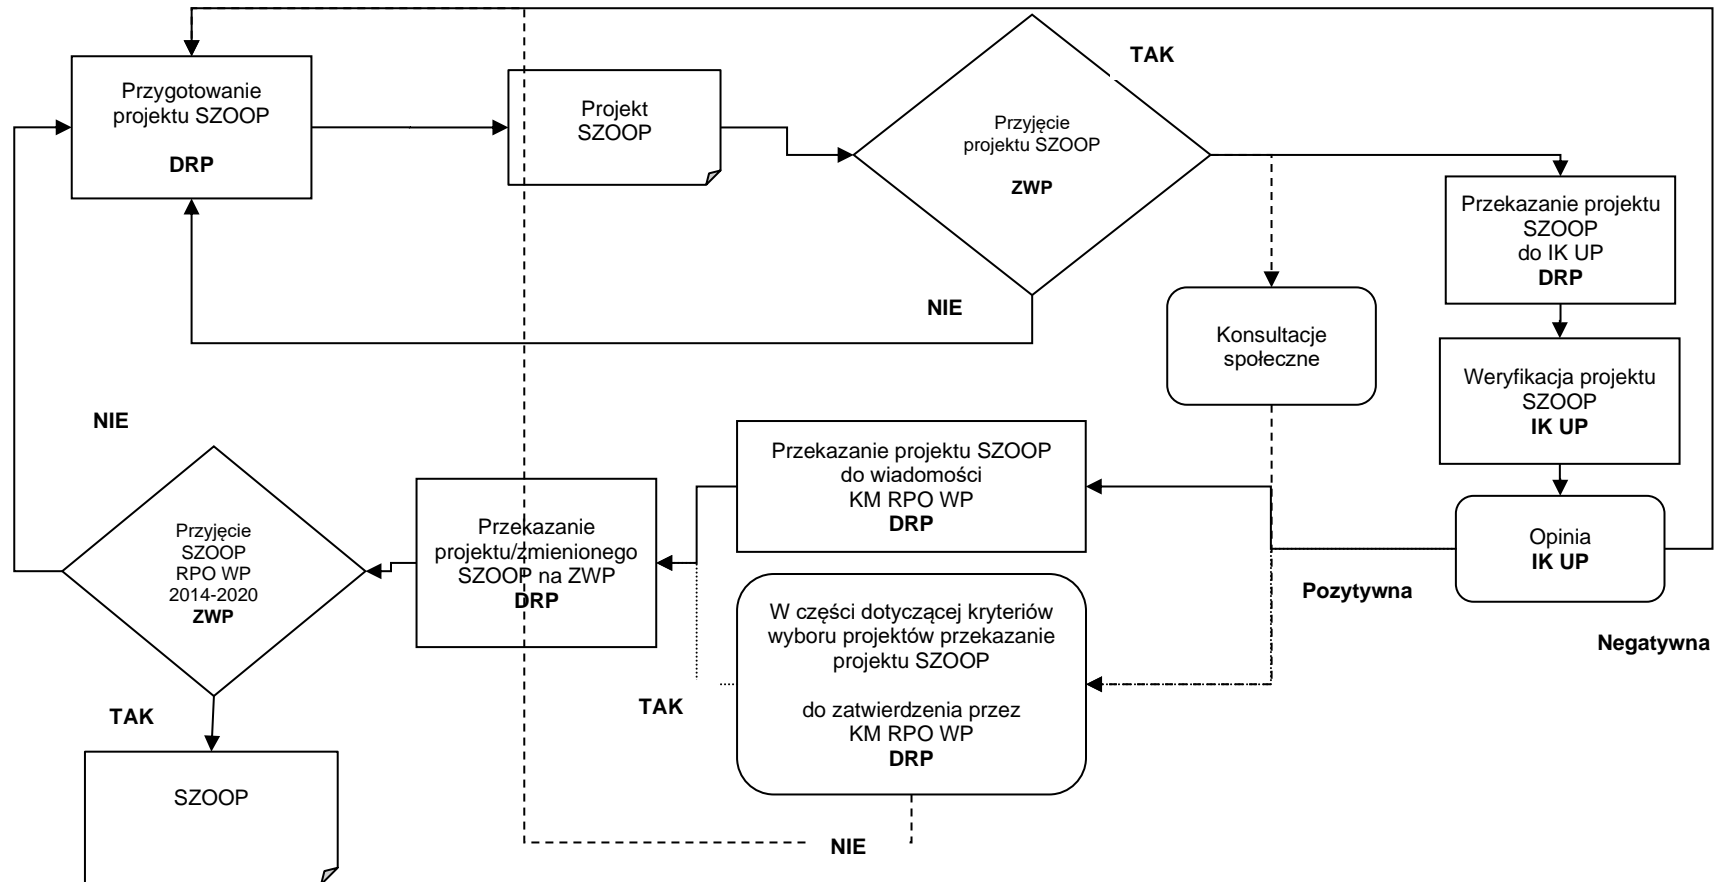 Przygotowanie
projektu SZOOP
DRP
Projekt
SZOOP
Przyjęcie
projektu SZOOP
ZWP
TAK
NIE
Przekazanie projektu
SZOOP
do IK UP
DRP
Konsultacje
społeczne
Weryfikacja projektu
SZOOP
IK UP
Opinia
IK UP
Pozytywna
Negatywna
Przekazanie projektu SZOOP
do wiadomości
KM RPO WP
DRP
W części dotyczącej kryteriów
wyboru projektów przekazanie
projektu SZOOP
do zatwierdzenia przez
KM RPO WP
DRP
TAK
NIE
Przekazanie
projektu/zmienionego
SZOOP na ZWP
DRP
NIE
Przyjęcie
SZOOP
RPO WP
2014-2020
ZWP
TAK
SZOOP